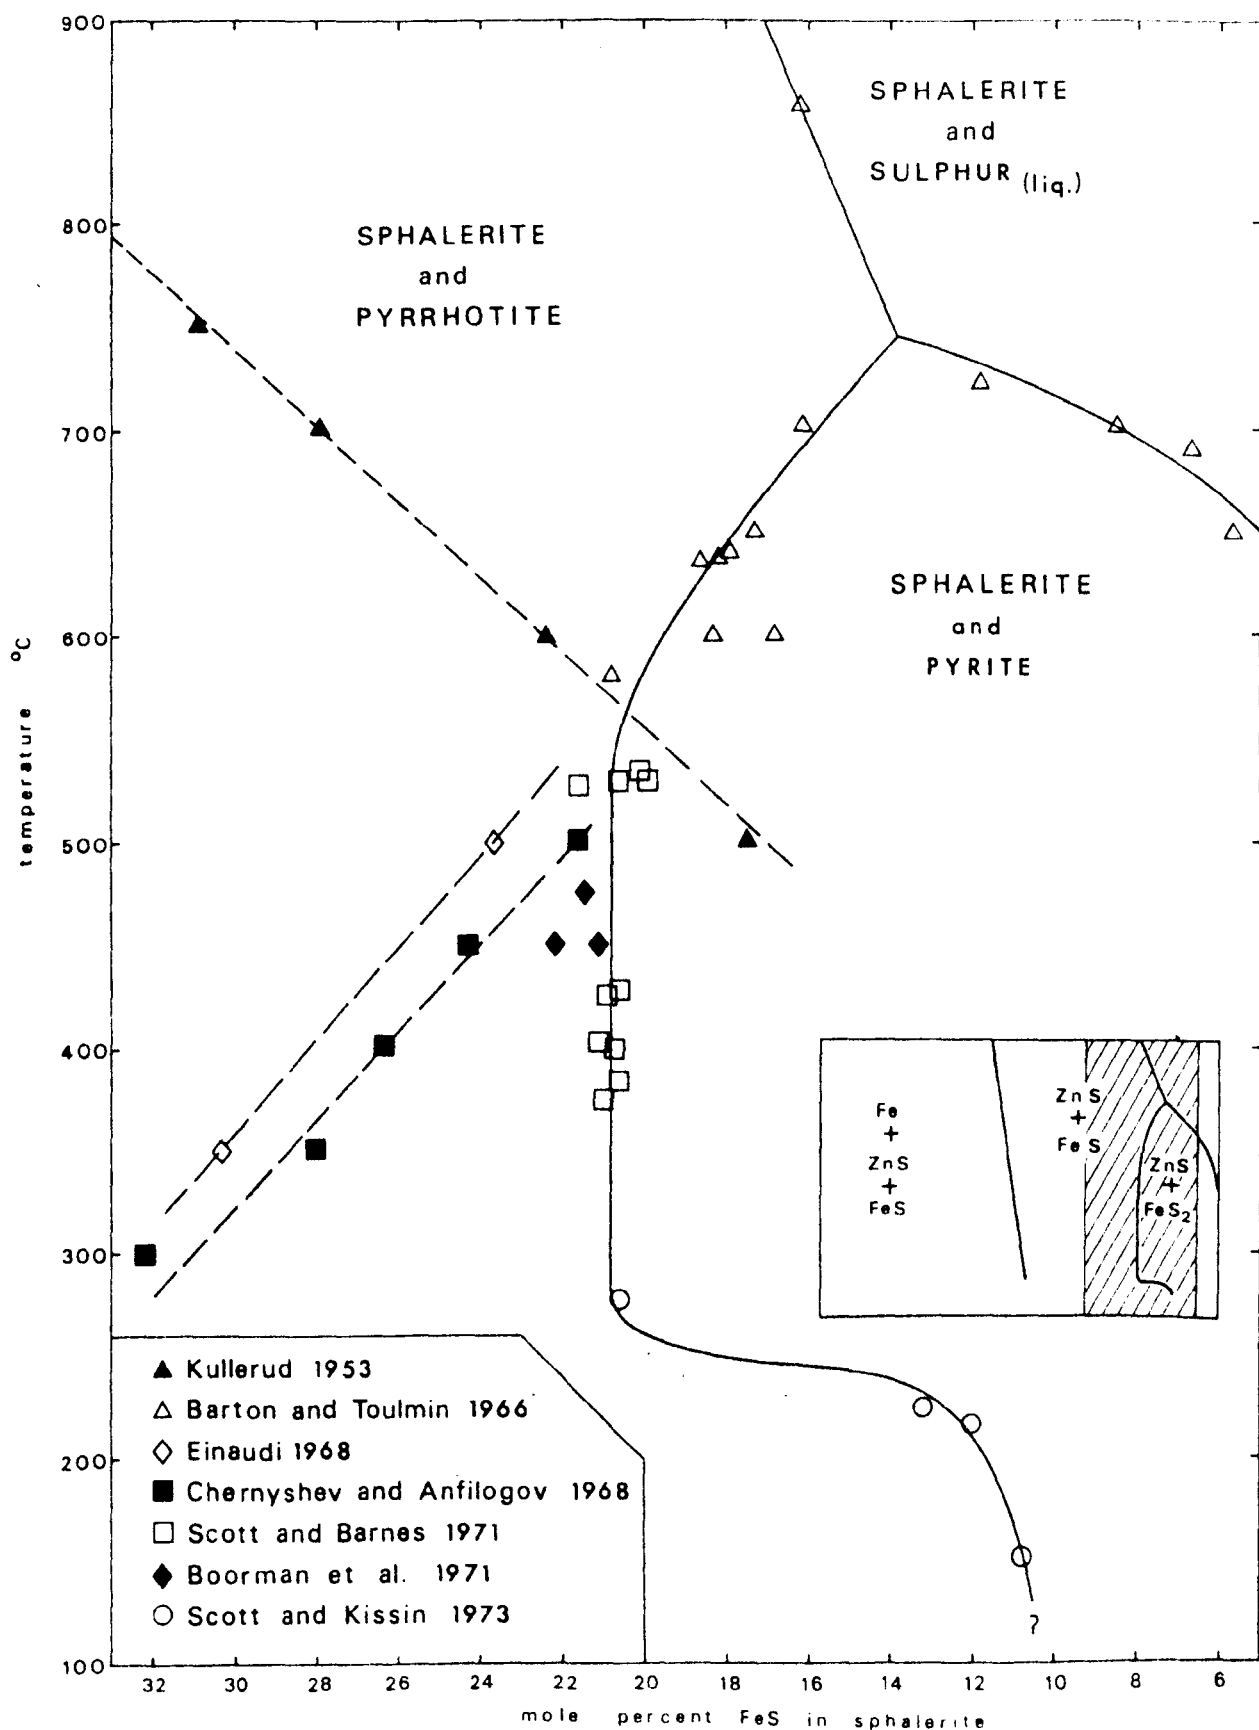 900
800
700
600
500
400
300
200
100
temperature °C
SPHALERITE
and
SULPHUR (liq.)
SPHALERITE
and
PYRRHOTITE
SPHALERITE
and
PYRITE
Fe
+
ZnS
+
FeS
ZnS
+
FeS
ZnS
+
FeS2
▲ Kullerud 1953
△ Barton and Toulmin 1966
◇ Einaudi 1968
■ Chernyshev and Anfilogov 1968
□ Scott and Barnes 1971
◆ Boorman et al. 1971
○ Scott and Kissin 1973
?
32 30 28 26 24 22 20 18 16 14 12 10 8 6
mole percent FeS in sphalerite